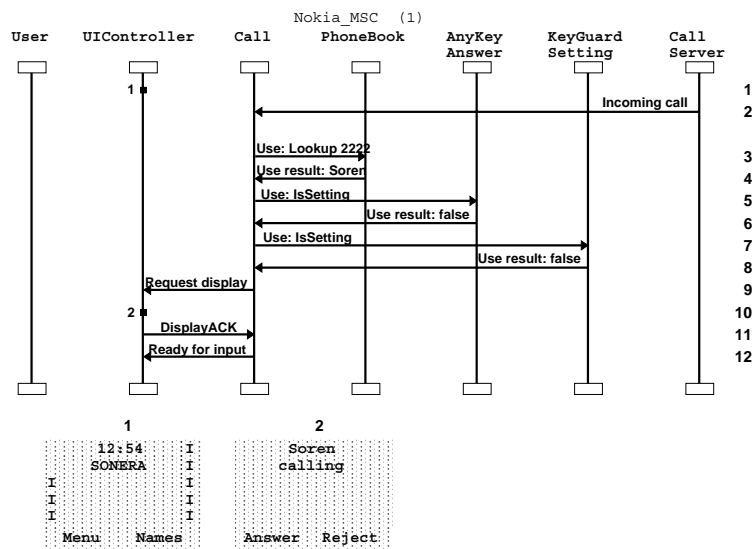 Nokia_MSC (1)
User UIController Call PhoneBook AnyKey Answer KeyGuard Setting Call Server
1 1
Incoming call 2
Use: Lookup 2222 3
Use result: Soren 4
Use: IsSetting 5
Use result: false 6
Use: IsSetting 7
Use result: false 8
Request display 9
2 10
DisplayACK 11
Ready for input 12
1 2
12:54 I Soren
SONERA I calling
I I
I I
I I
Menu Names Answer Reject